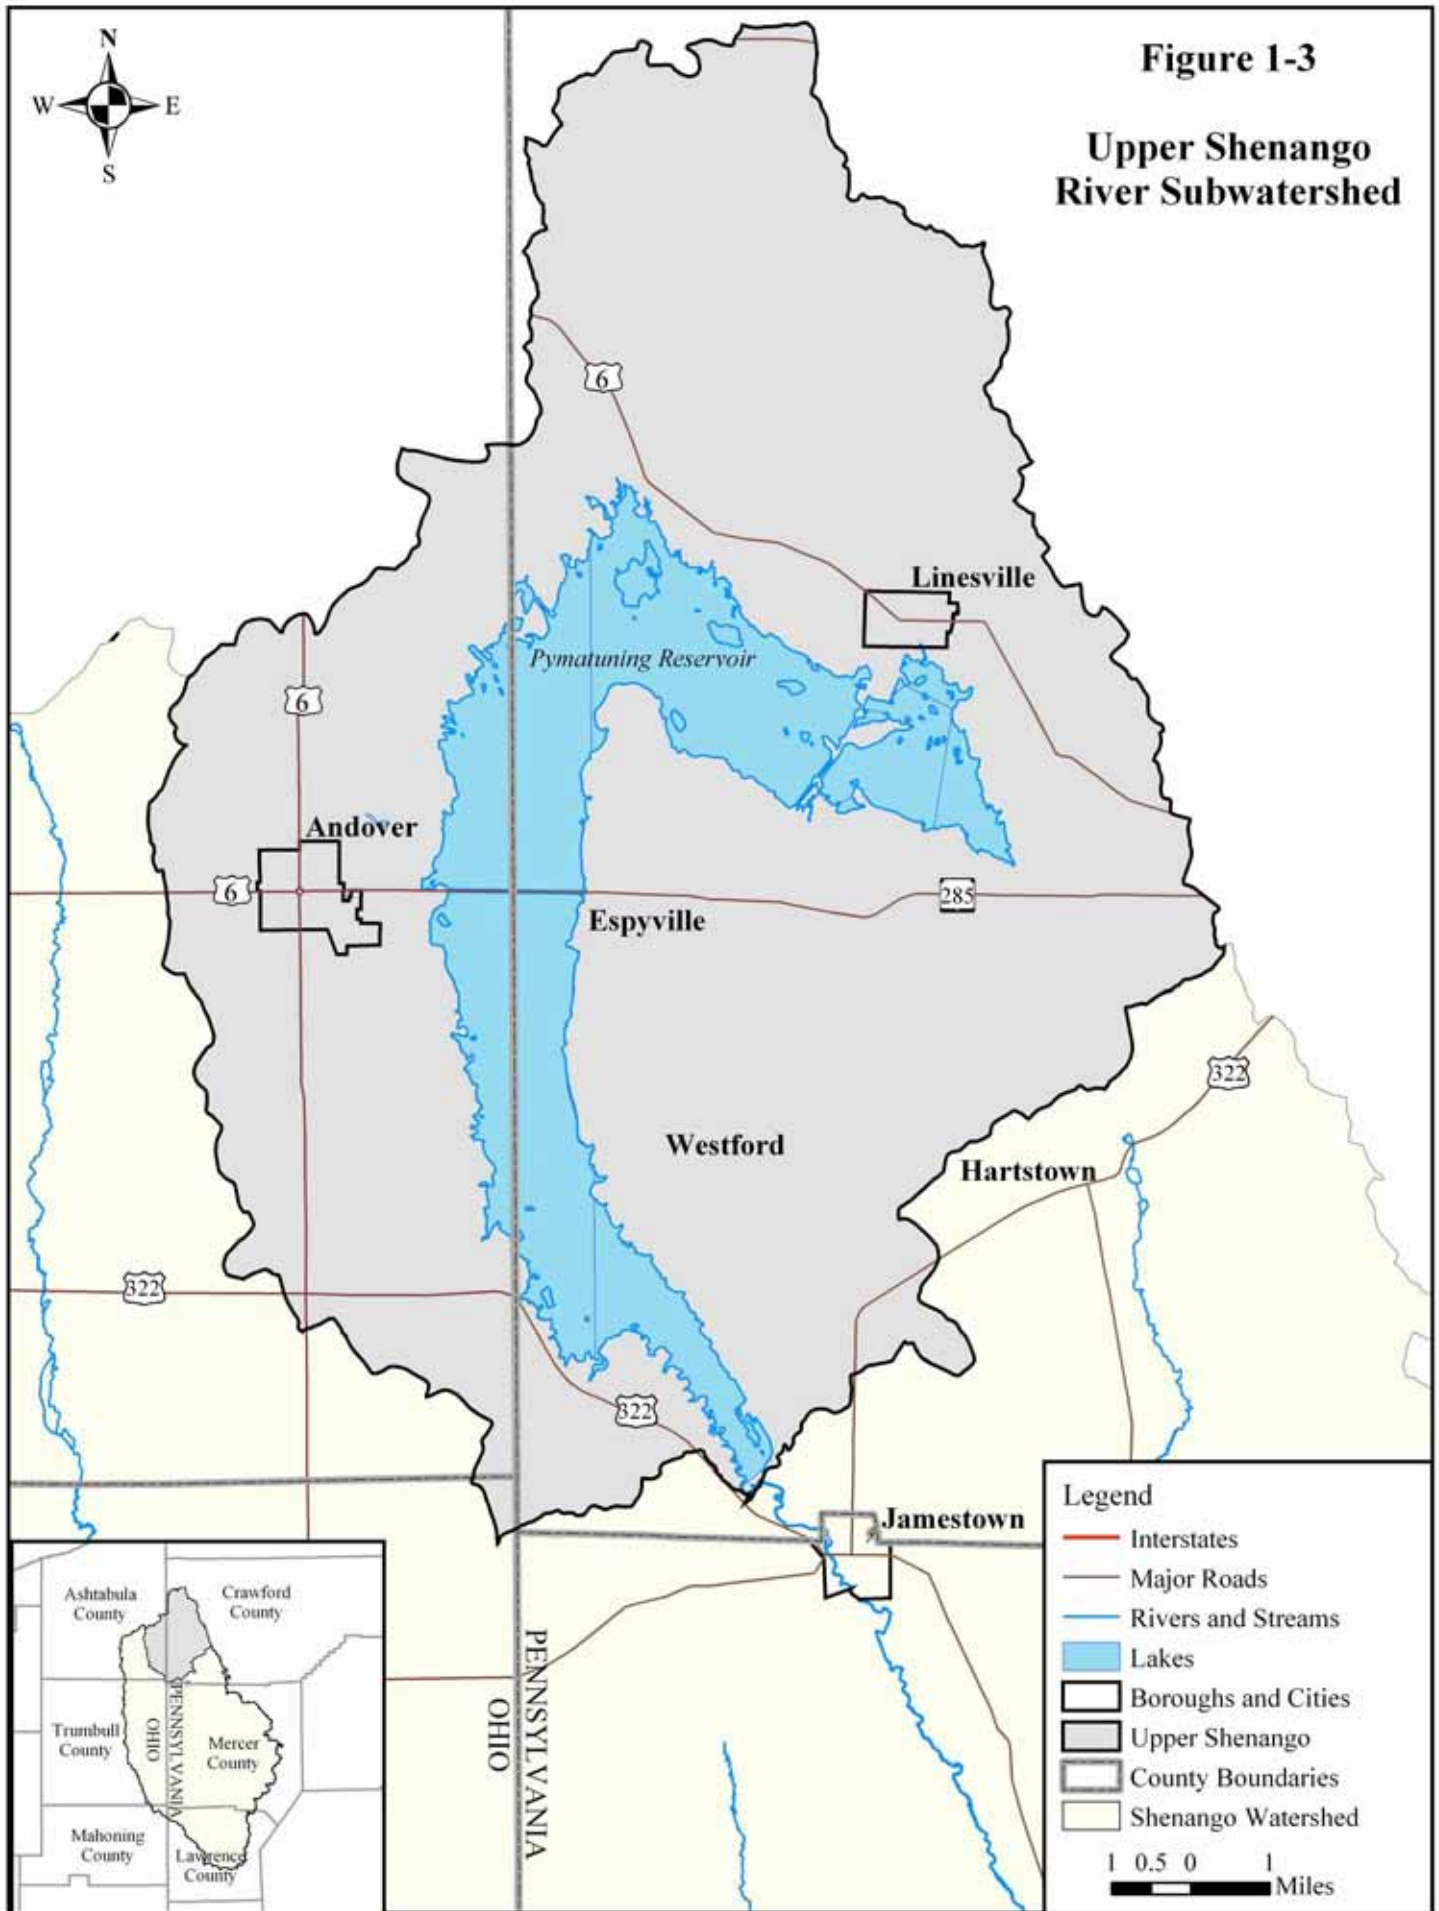 Figure 1-3
Upper Shenango
River Subwatershed
N
W
E
S
6
Linesville
Pymatuning Reservoir
6
Andover
6
285
Espyville
322
Westford
Hartstown
322
322
Jamestown
PENNSYLVANIA
OHIO
Legend
Interstates
Major Roads
Rivers and Streams
Lakes
Boroughs and Cities
Upper Shenango
County Boundaries
Shenango Watershed
1 0.5 0 1
Miles
Ashtabula
County
Crawford
County
Trumbull
County
OHIO
PENNSYLVANIA
Mercer
County
Mahoning
County
Lawrence
County